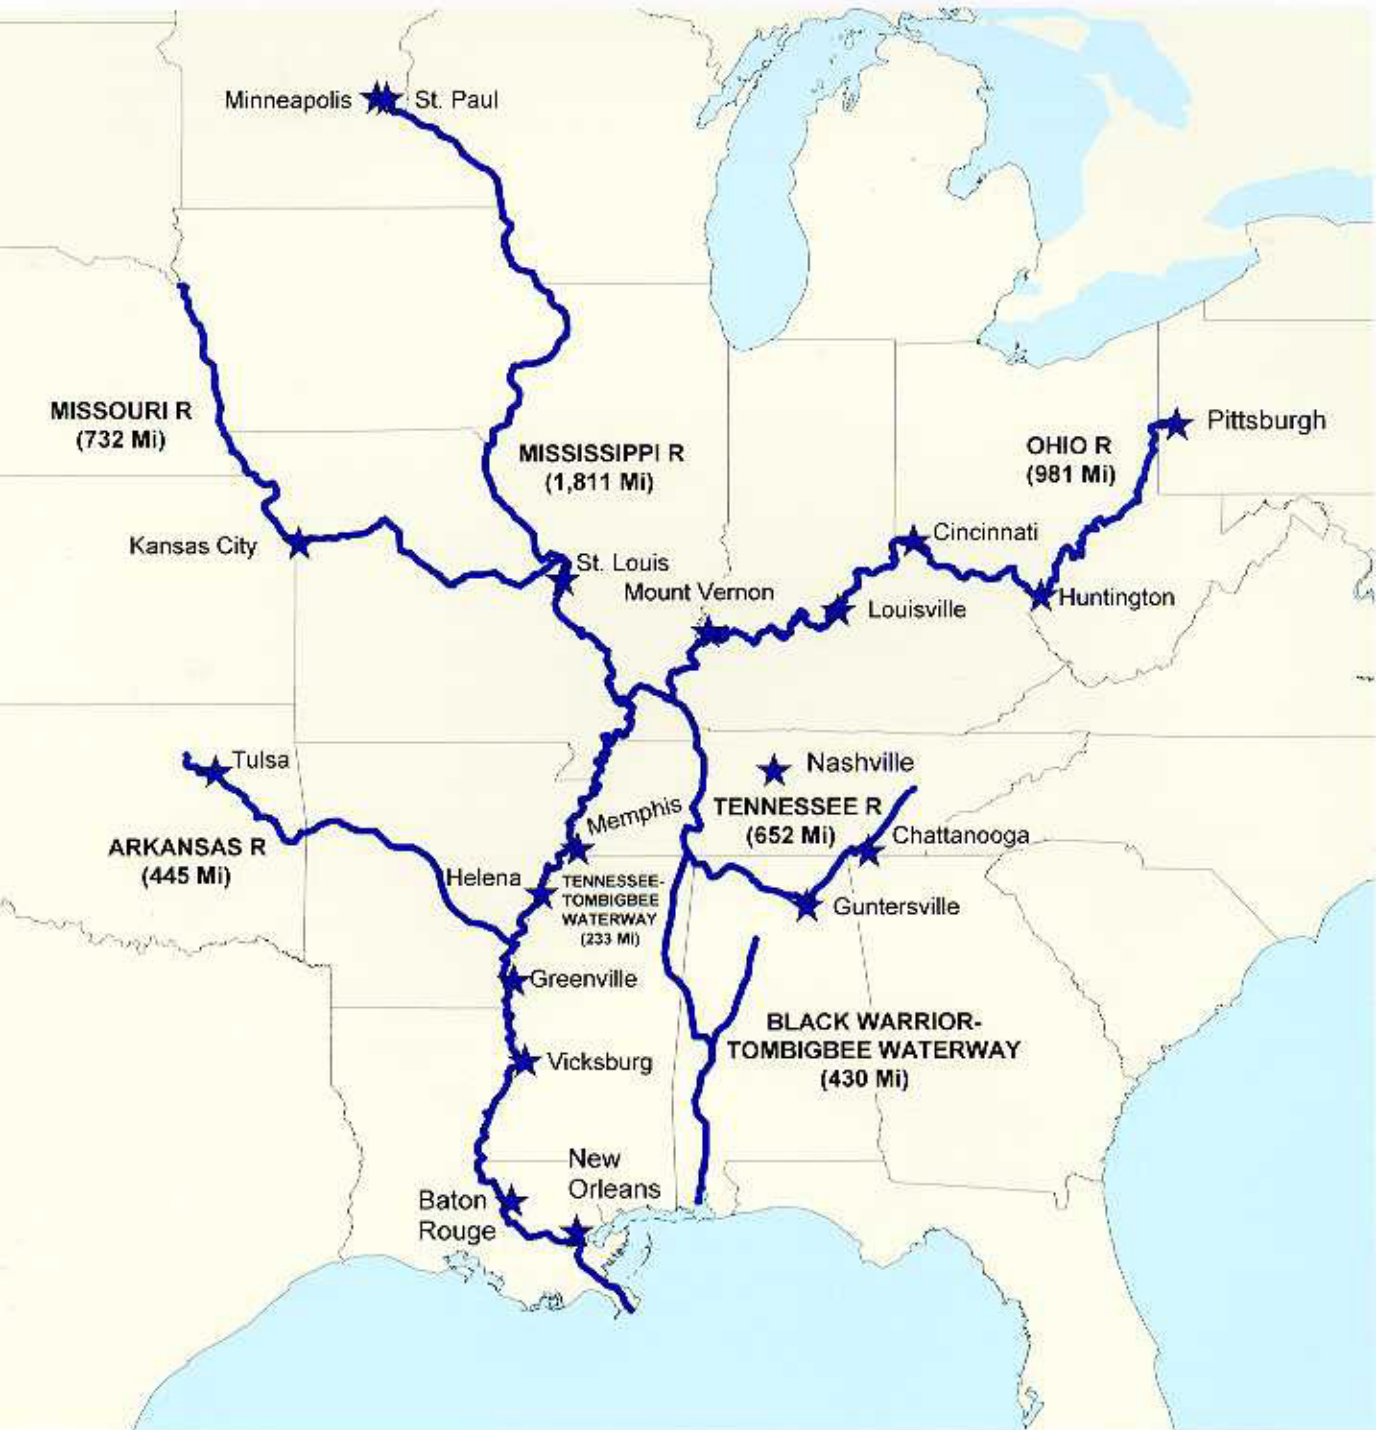 Minneapolis
St. Paul
MISSOURI R
(732 Mi)
MISSISSIPPI R
(1,811 Mi)
OHIO R
(981 Mi)
Pittsburgh
Kansas City
St. Louis
Mount Vernon
Cincinnati
Louisville
Huntington
Tulsa
Nashville
Memphis
TENNESSEE R
(652 Mi)
Chattanooga
ARKANSAS R
(445 Mi)
Helena
TENNESSEE-
TOMBIGBEE
WATERWAY
(233 Mi)
Guntersville
Greenville
BLACK WARRIOR-
TOMBIGBEE WATERWAY
(430 Mi)
Vicksburg
New
Orleans
Baton
Rouge